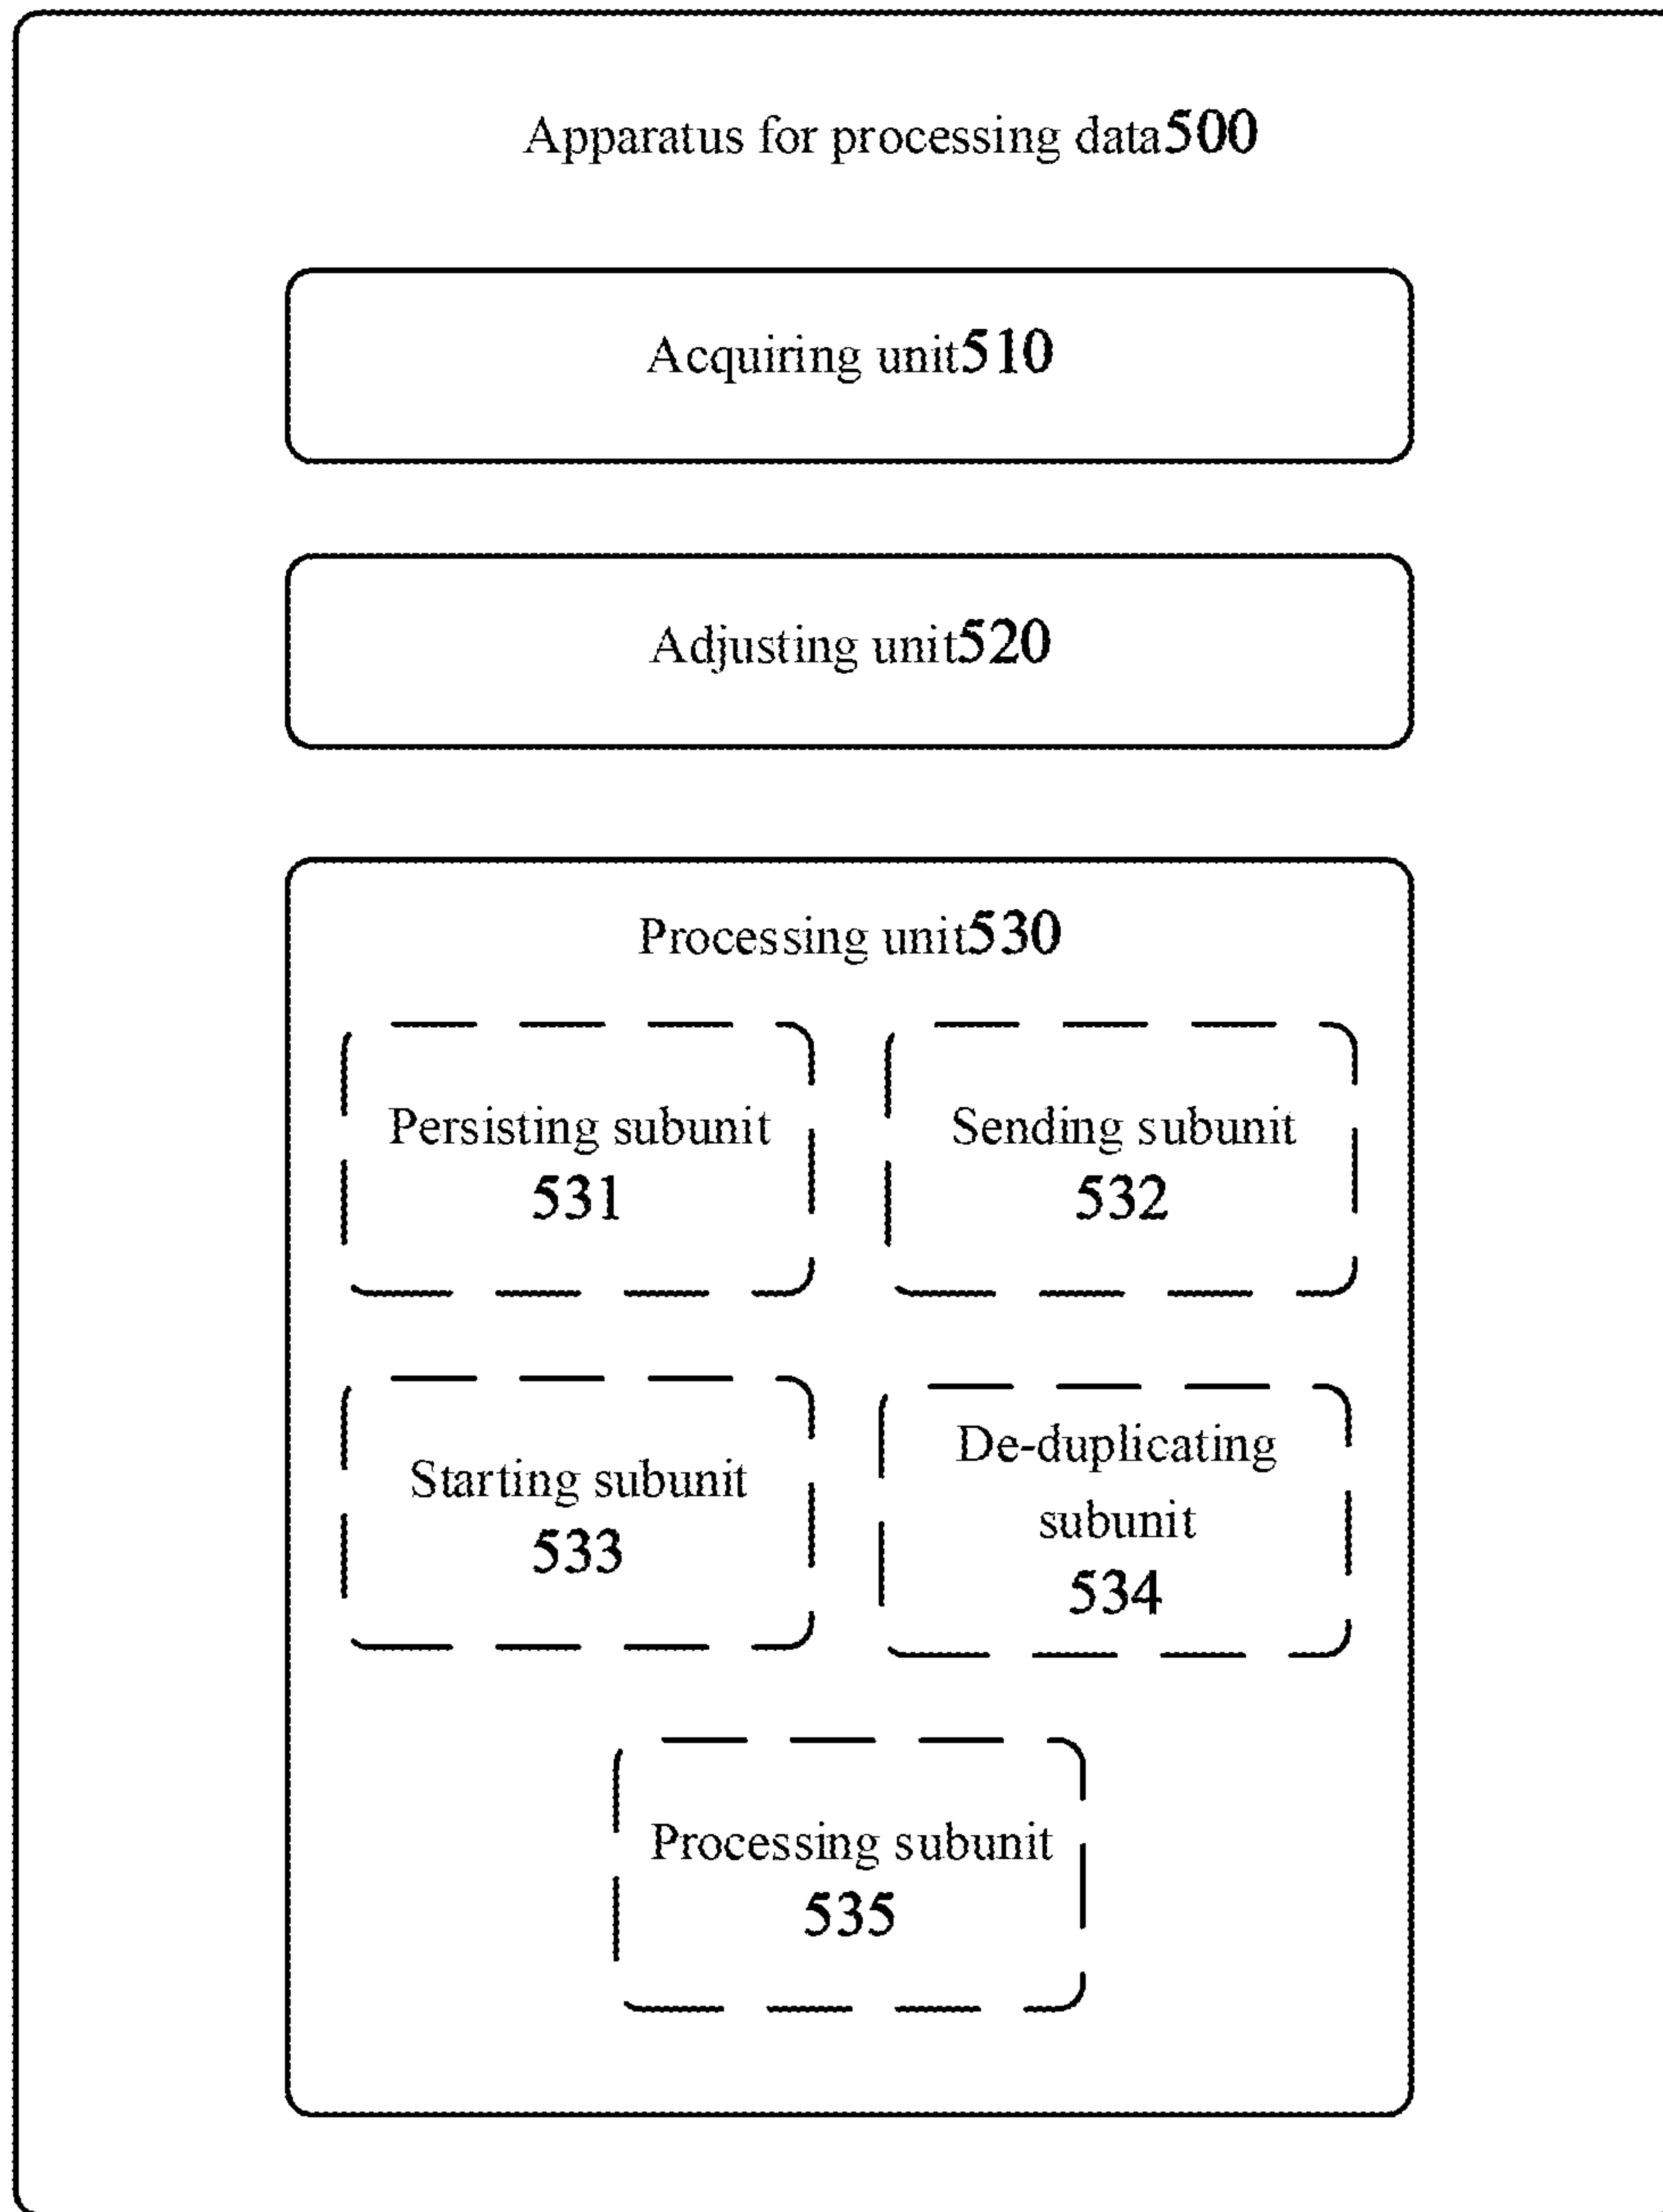 Apparatus for processing data500
Acquiring unit510
Adjusting unit520
Processing unit530
Persisting subunit
531
Sending subunit
532
Starting subunit
533
De-duplicating
subunit
534
Processing subunit
535